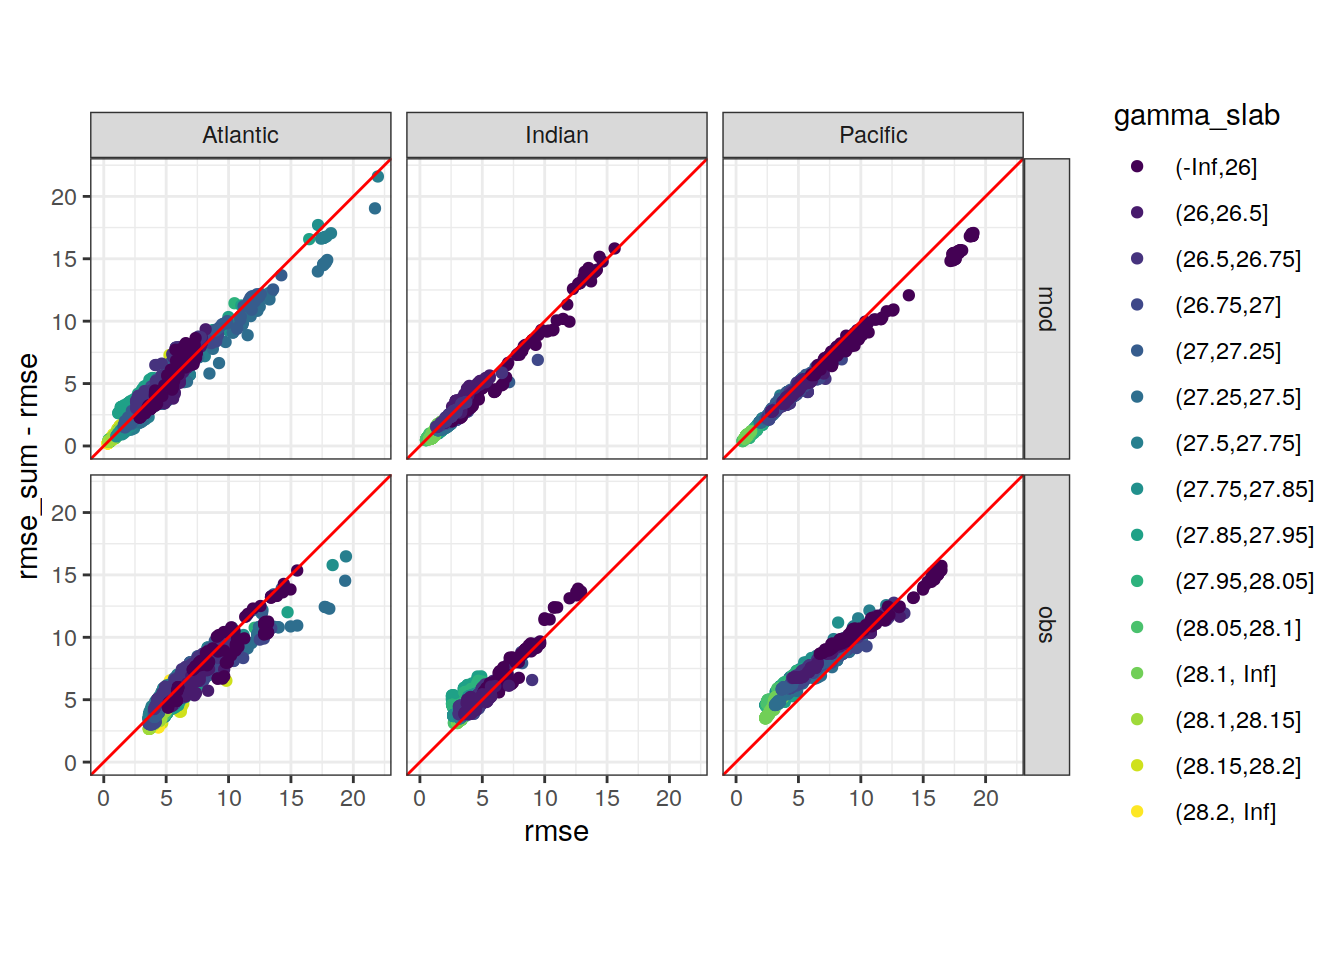 Atlantic
Indian
Pacific
gamma_slab
(-Inf,26]
(26,26.5]
(26.5,26.75]
(26.75,27]
(27,27.25]
(27.25,27.5]
(27.5,27.75]
(27.75,27.85]
(27.85,27.95]
(27.95,28.05]
(28.05,28.1]
(28.1, Inf]
(28.1,28.15]
(28.15,28.2]
(28.2, Inf]
20
15
10
5
0
mod
20
15
10
5
0
obs
rmse_sum - rmse
0 5 10 15 20
0 5 10 15 20
0 5 10 15 20
rmse